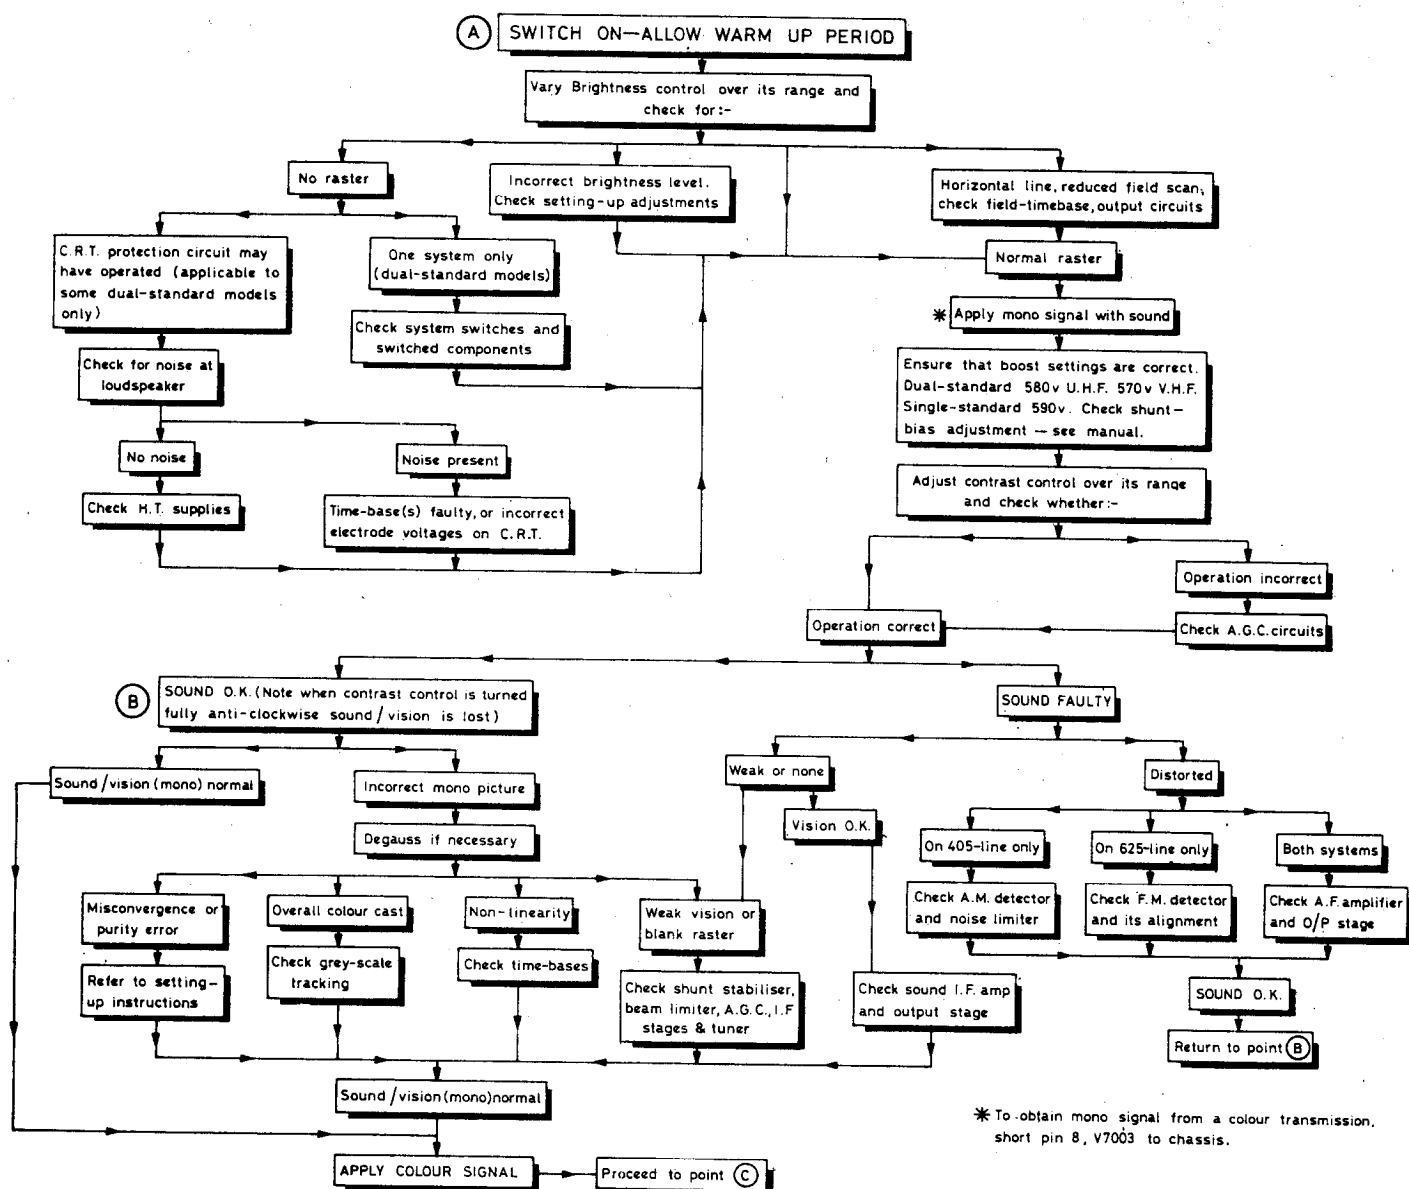 A SWITCH ON—ALLOW WARM UP PERIOD
Vary Brightness control over its range and
check for:-
No raster
Incorrect brightness level.
Check setting-up adjustments
Horizontal line, reduced field scan,
check field-timebase, output circuits
C.R.T. protection circuit may
have operated (applicable to
some dual-standard models
only)
One system only
(dual-standard models)
Normal raster
* Apply mono signal with sound
Check system switches and
switched components
Check for noise at
loudspeaker
Ensure that boost settings are correct.
Dual-standard 580v U.H.F. 570v V.H.F.
Single-standard 590v. Check shunt—
bias adjustment — see manual.
No noise
Noise present
Adjust contrast control over its range
and check whether:-
Check H.T. supplies
Time-base(s) faulty, or incorrect
electrode voltages on C.R.T.
Operation incorrect
Operation correct
Check A.G.C. circuits
B SOUND O.K. (Note when contrast control is turned
fully anti-clockwise sound/vision is lost)
SOUND FAULTY
Sound/vision (mono) normal
Incorrect mono picture
Weak or none
Distorted
Degauss if necessary
Vision O.K.
On 405-line only
On 625-line only
Both systems
Misconvergence or
purity error
Overall colour cast
Non-linearity
Weak vision or
blank raster
Check A.M. detector
and noise limiter
Check F.M. detector
and its alignment
Check A.F. amplifier
and O/P stage
Refer to setting-
up instructions
Check grey-scale
tracking
Check time-bases
Check shunt stabiliser,
beam limiter, A.G.C., I.F
stages & tuner
Check sound I.F. amp
and output stage
SOUND O.K.
Return to point B
Sound/vision(mono)normal
* To obtain mono signal from a colour transmission,
short pin 8, V7003 to chassis.
APPLY COLOUR SIGNAL
Proceed to point C